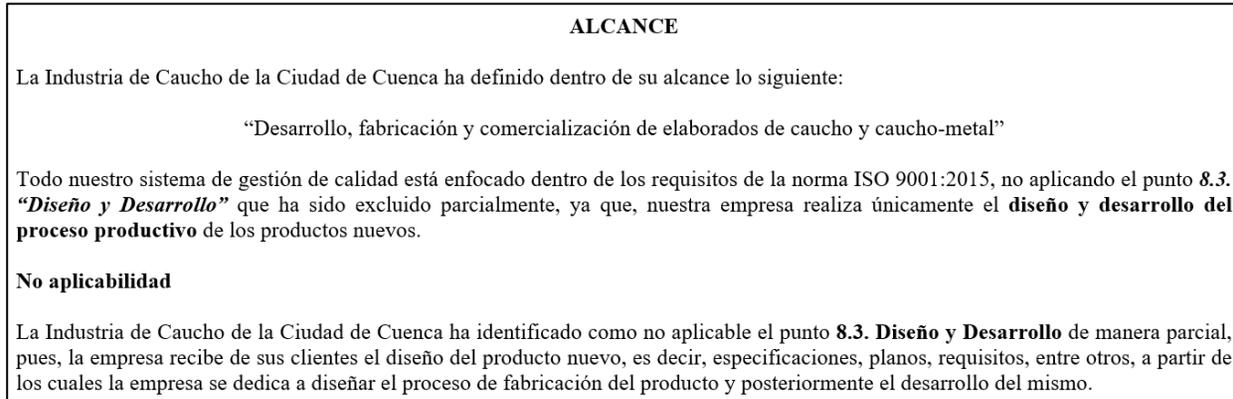 ALCANCE
La Industria de Caucho de la Ciudad de Cuenca ha definido dentro de su alcance lo siguiente:
“Desarrollo, fabricación y comercialización de elaborados de caucho y caucho-metal”
Todo nuestro sistema de gestión de calidad está enfocado dentro de los requisitos de la norma ISO 9001:2015, no aplicando el punto 8.3.
“Diseño y Desarrollo” que ha sido excluido parcialmente, ya que, nuestra empresa realiza únicamente el diseño y desarrollo del
proceso productivo de los productos nuevos.
No aplicabilidad
La Industria de Caucho de la Ciudad de Cuenca ha identificado como no aplicable el punto 8.3. Diseño y Desarrollo de manera parcial,
pues, la empresa recibe de sus clientes el diseño del producto nuevo, es decir, especificaciones, planos, requisitos, entre otros, a partir de
los cuales la empresa se dedica a diseñar el proceso de fabricación del producto y posteriormente el desarrollo del mismo.